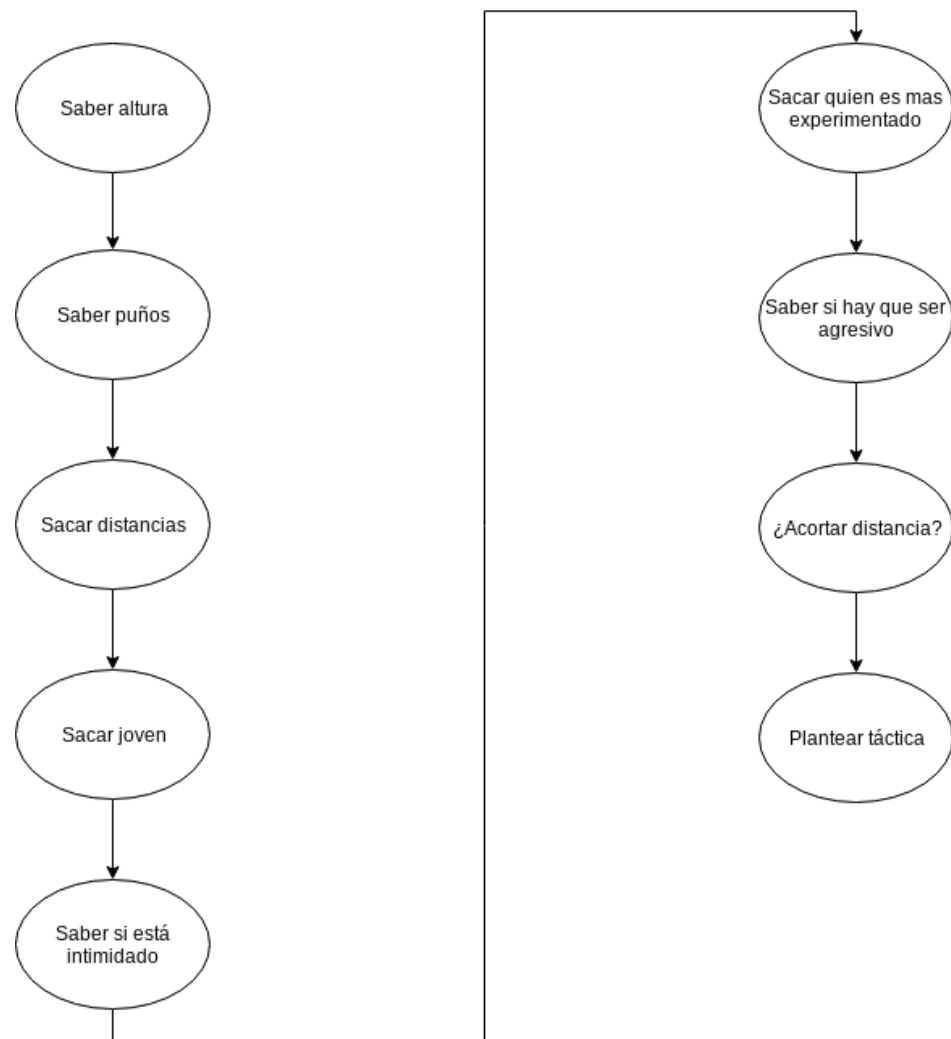 Saber altura
Saber puños
Sacar distancias
Sacar joven
Saber si está
intimidado
Sacar quien es mas
experimentado
Saber si hay que ser
agresivo
¿Acortar distancia?
Plantear táctica